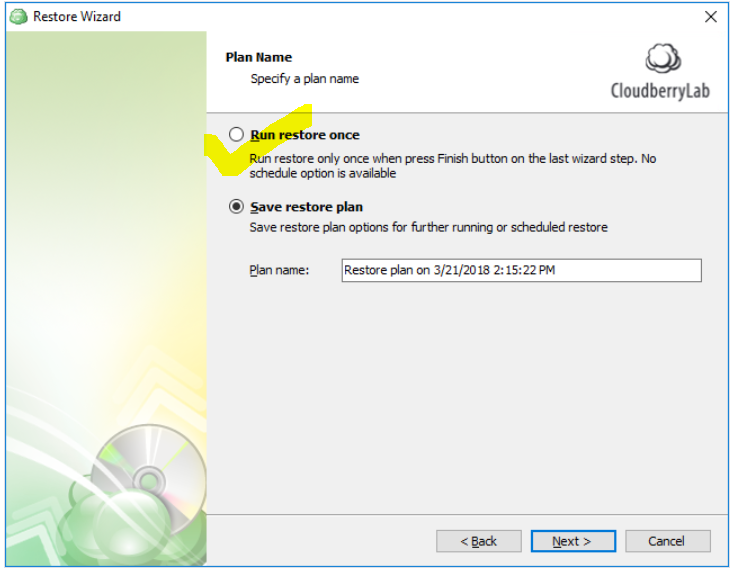 Restore Wizard
Plan Name
Specify a plan name
CloudberryLab
Run restore once
Run restore only once when press Finish button on the last wizard step. No
schedule option is available
Save restore plan
Save restore plan options for further running or scheduled restore
Plan name: Restore plan on 3/21/2018 2:15:22 PM
< Back Next > Cancel